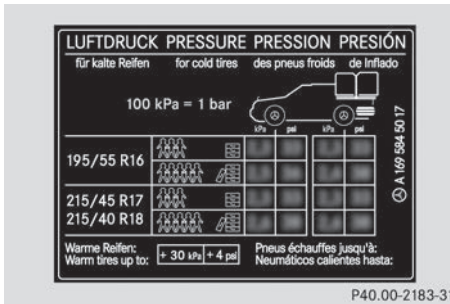 LUFTDRUCK PRESSURE PRESSION PRESIÓN
für kalte Reifen for cold tires des pneus froids de Inflado
100 kPa = 1 bar
kPa psi kPa psi
195/55 R16
215/45 R17
215/40 R18
A 169 584 50 17
Warme Reifen: + 30 kPa + 4 psi Pneus échauffes jusqu'à:
Warm tires up to: Neumáticos calientes hasta:
P40.00-2183-31